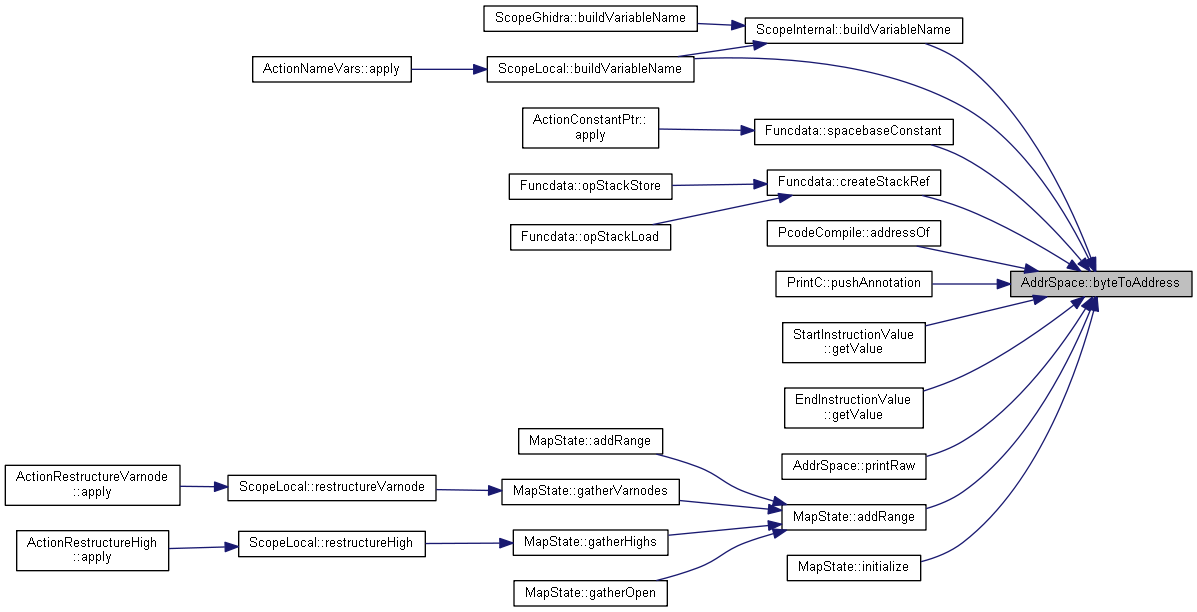 ScopeGhidra::buildVariableName
ScopeInternal::buildVariableName
ActionNameVars::apply
ScopeLocal::buildVariableName
ActionConstantPtr::
apply
Funcdata::spacebaseConstant
Funcdata::opStackStore
Funcdata::createStackRef
Funcdata::opStackLoad
PcodeCompile::addressOf
PrintC::pushAnnotation
AddrSpace::byteToAddress
StartInstructionValue
::getValue
EndInstructionValue
::getValue
MapState::addRange
AddrSpace::printRaw
ActionRestructureVarnode
::apply
ScopeLocal::restructureVarnode
MapState::gatherVarnodes
MapState::addRange
ActionRestructureHigh
::apply
ScopeLocal::restructureHigh
MapState::gatherHighs
MapState::initialize
MapState::gatherOpen